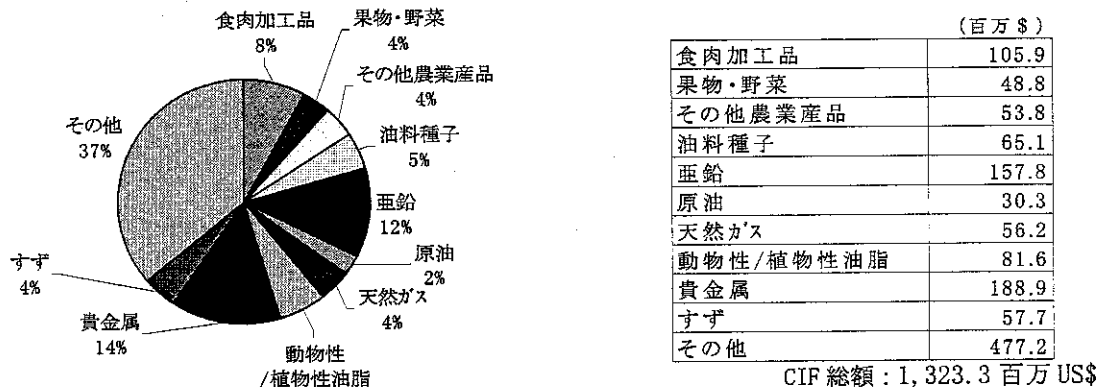 食肉加工品
8%
果物・野菜
4%
その他農業産品
4%
油料種子
5%
亜鉛
12%
原油
2%
天然ガス
4%
動物性
/植物性油脂
貴金属
14%
すず
4%
その他
37%
(百万$)
食肉加工品 105.9
果物・野菜 48.8
その他農業産品 53.8
油料種子 65.1
亜鉛 157.8
原油 30.3
天然ガス 56.2
動物性/植物性油脂 81.6
貴金属 188.9
すず 57.7
その他 477.2
CIF総額：1,323.3 百万 US$